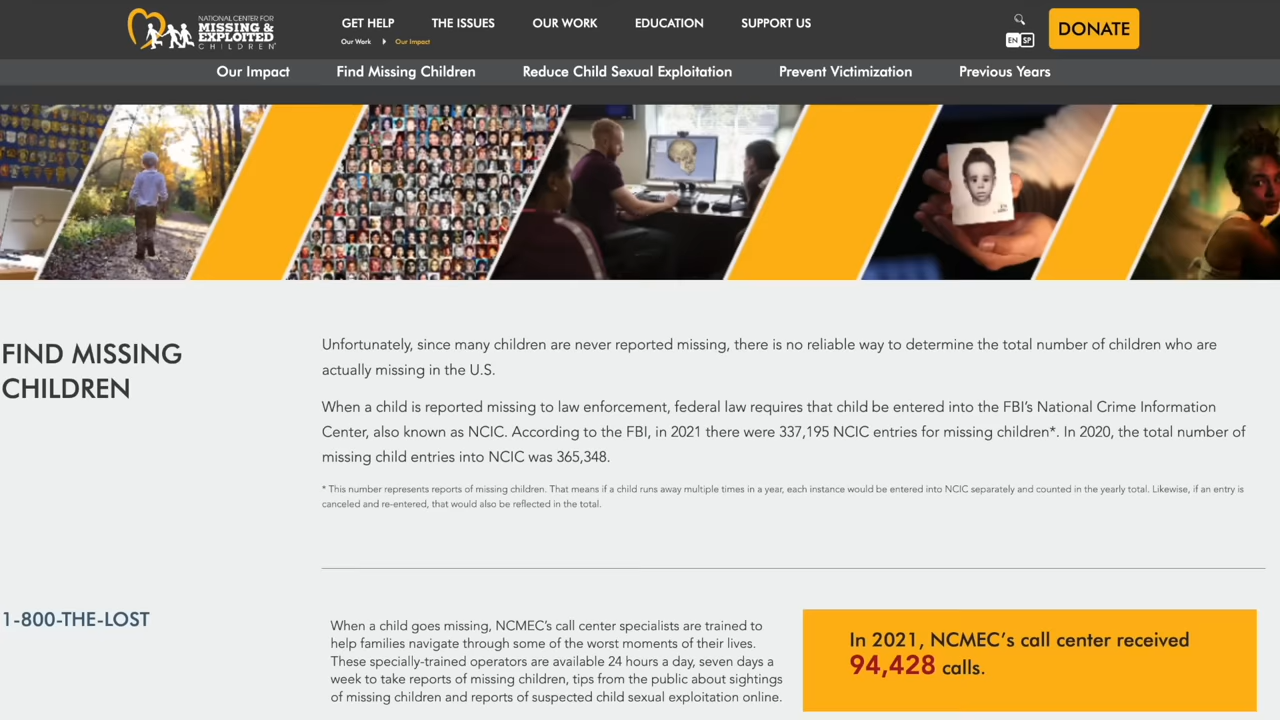 NATIONAL CENTER FOR
MISSING &
EXPLOITED
CHILDREN
GET HELP
THE ISSUES
OUR WORK
EDUCATION
SUPPORT US
Our Work
Our Impact
EN SP
DONATE
Our Impact
Find Missing Children
Reduce Child Sexual Exploitation
Prevent Victimization
Previous Years
FIND MISSING
CHILDREN
Unfortunately, since many children are never reported missing, there is no reliable way to determine the total number of children who are
actually missing in the U.S.
When a child is reported missing to law enforcement, federal law requires that child be entered into the FBI's National Crime Information
Center, also known as NCIC. According to the FBI, in 2021 there were 337,195 NCIC entries for missing children*. In 2020, the total number of
missing child entries into NCIC was 365,348.
* This number represents reports of missing children. That means if a child runs away multiple times in a year, each instance would be entered into NCIC separately and counted in the yearly total. Likewise, if an entry is
canceled and re-entered, that would also be reflected in the total.
1-800-THE-LOST
When a child goes missing, NCMEC's call center specialists are trained to
help families navigate through some of the worst moments of their lives.
These specially-trained operators are available 24 hours a day, seven days a
week to take reports of missing children, tips from the public about sightings
of missing children and reports of suspected child sexual exploitation online.
In 2021, NCMEC's call center received
94,428 calls.